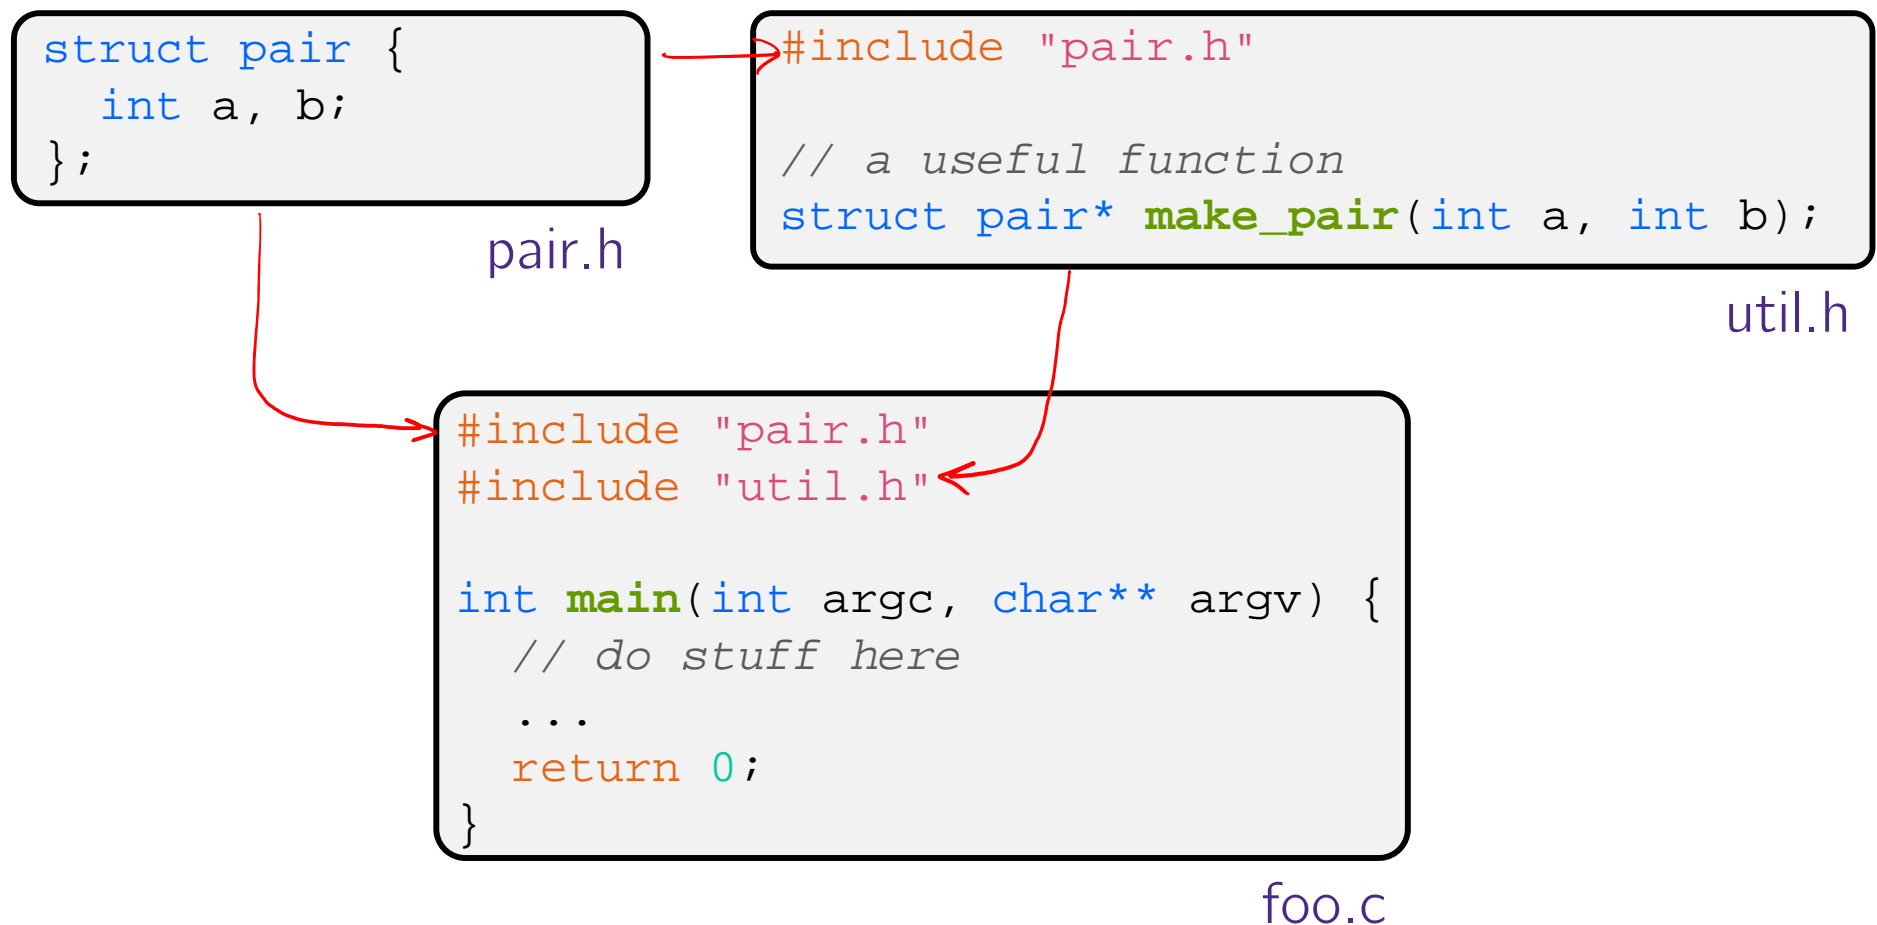 struct pair {
  int a, b;
};
pair.h
#include "pair.h"
// a useful function
struct pair* make_pair(int a, int b);
util.h
#include "pair.h"
#include "util.h"
int main(int argc, char** argv) {
  // do stuff here
  ...
  return 0;
}
foo.c